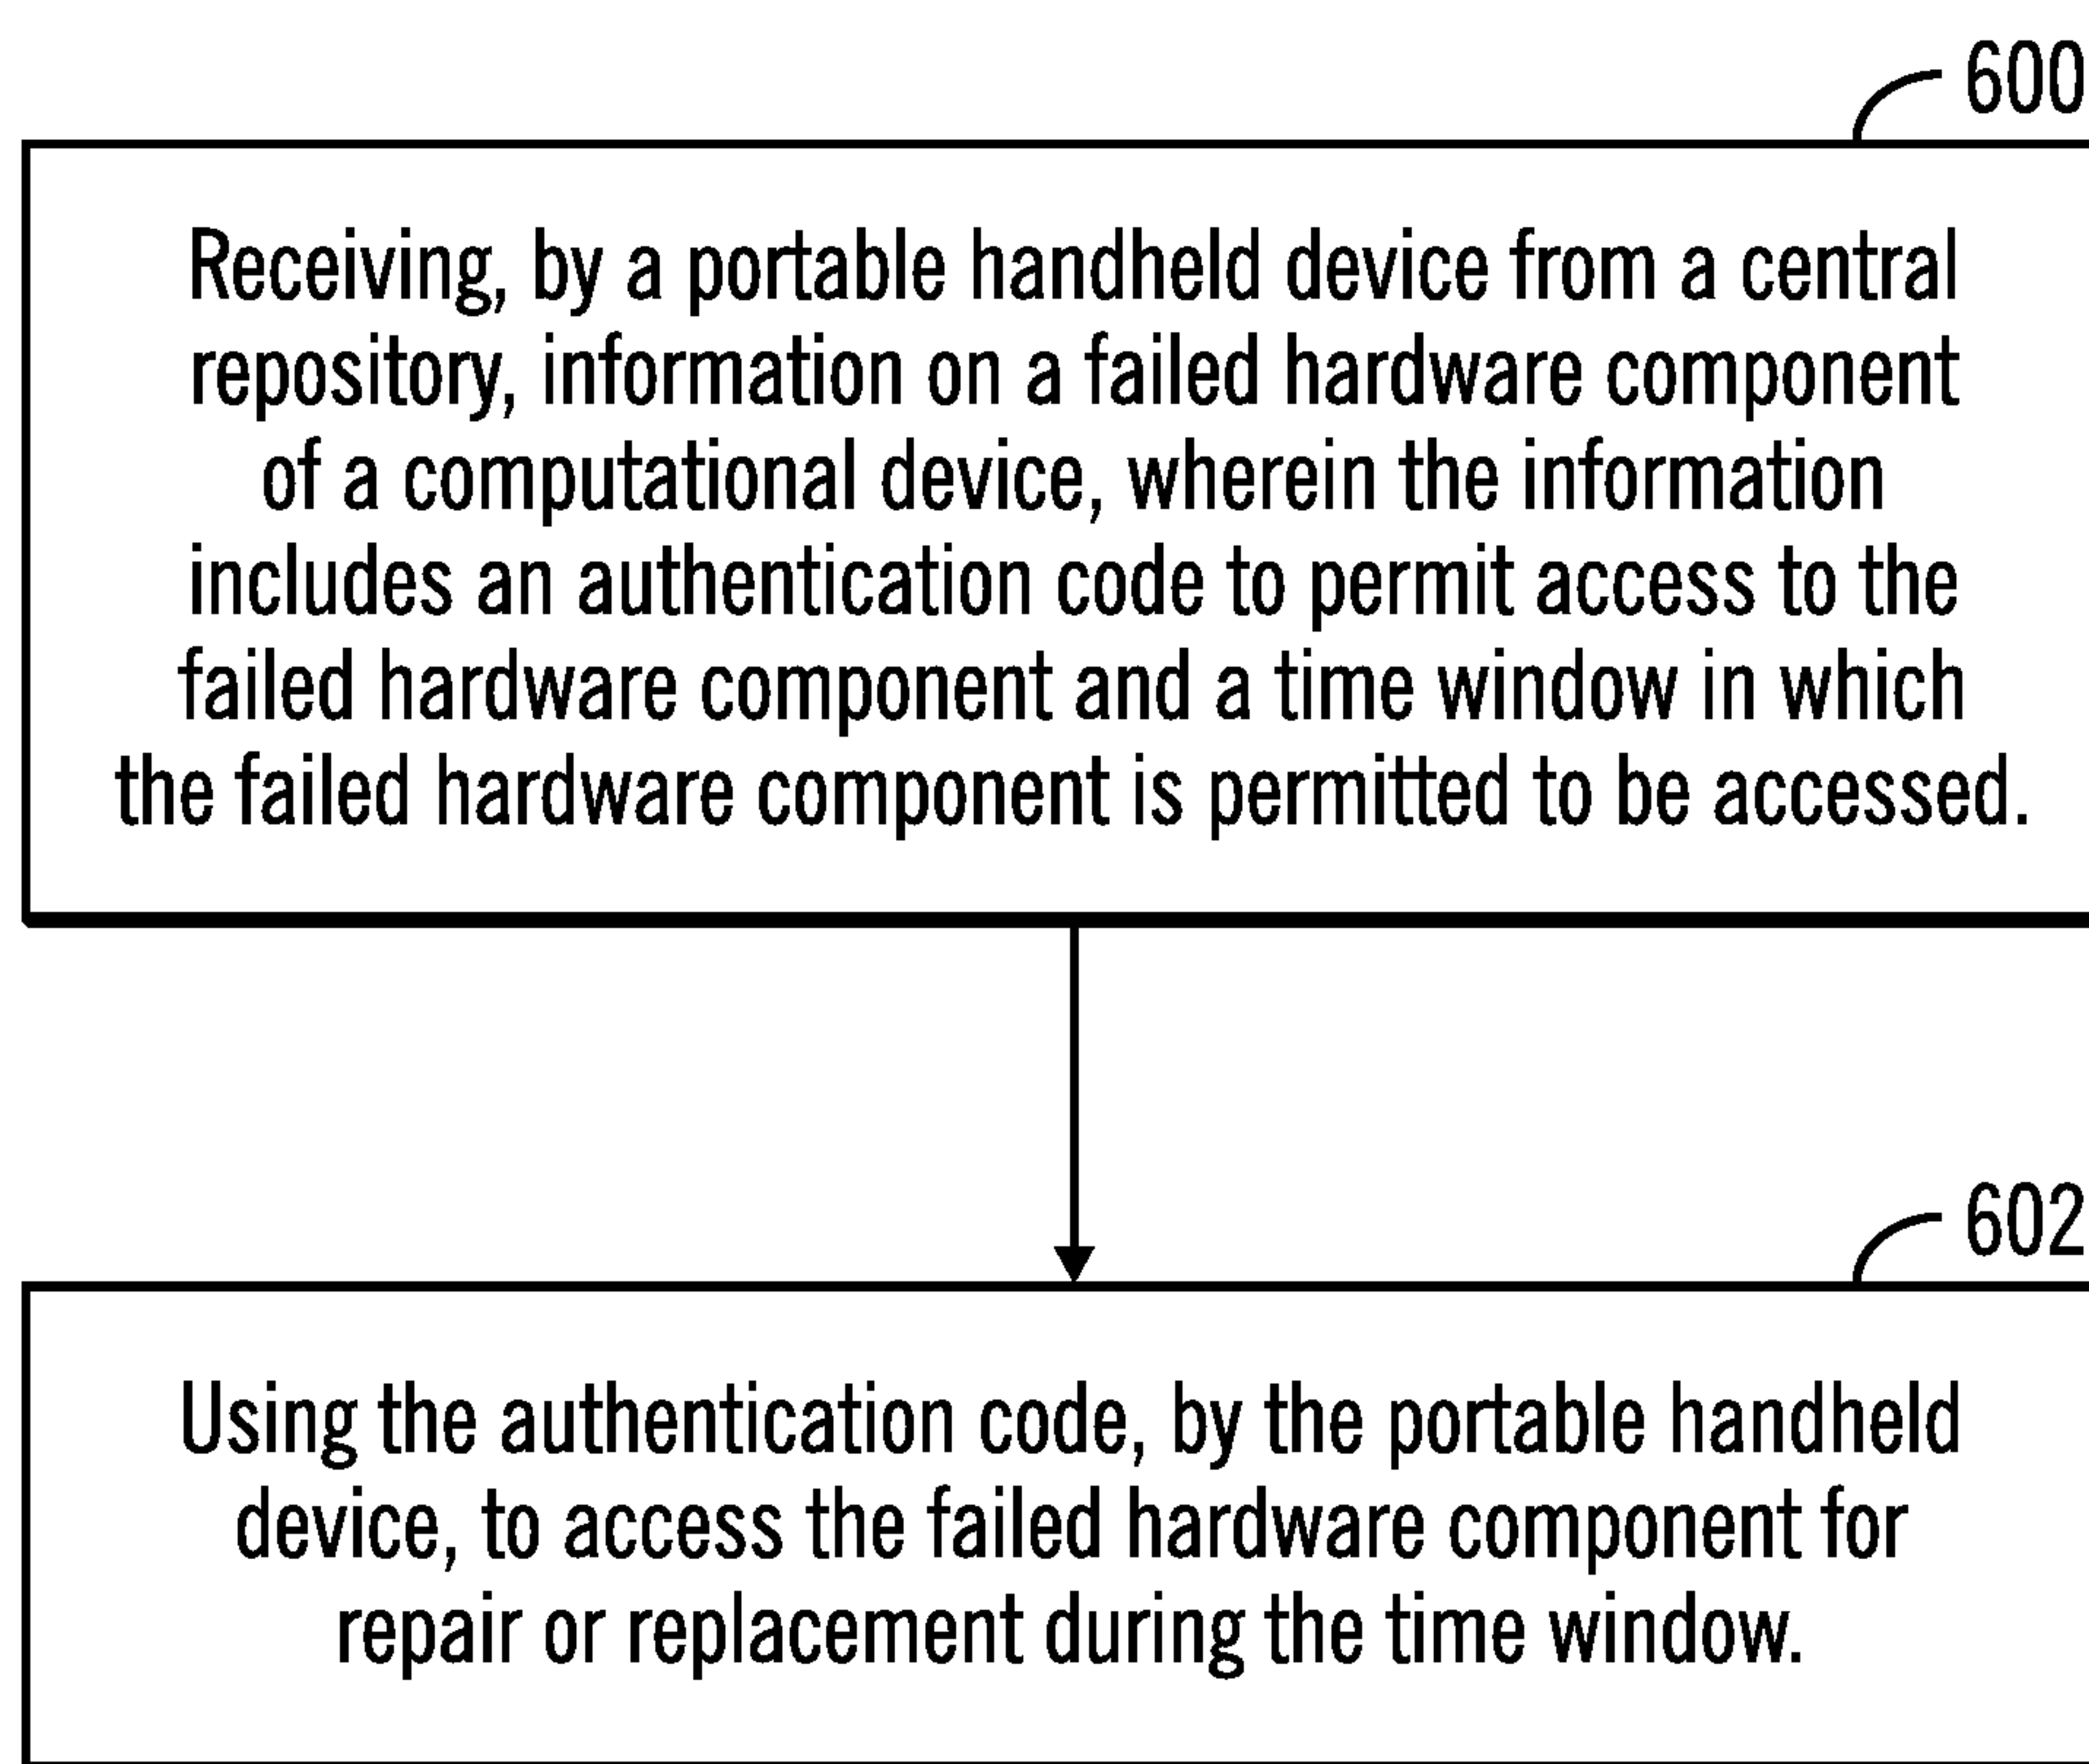 600
Receiving, by a portable handheld device from a central
repository, information on a failed hardware component
of a computational device, wherein the information
includes an authentication code to permit access to the
failed hardware component and a time window in which
the failed hardware component is permitted to be accessed.
602
Using the authentication code, by the portable handheld
device, to access the failed hardware component for
repair or replacement during the time window.